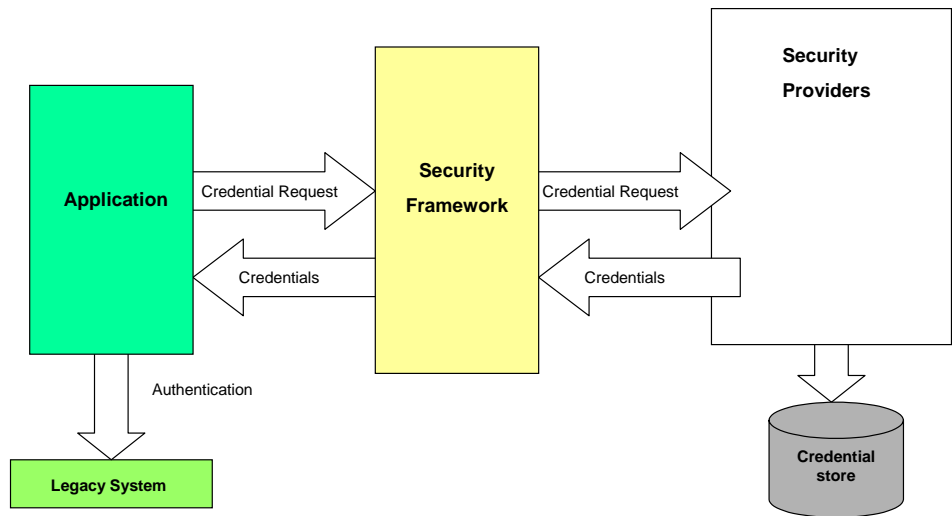 Security
Providers
Application
Security
Framework
Credential Request
Credential Request
Credentials
Credentials
Authentication
Legacy System
Credential
store